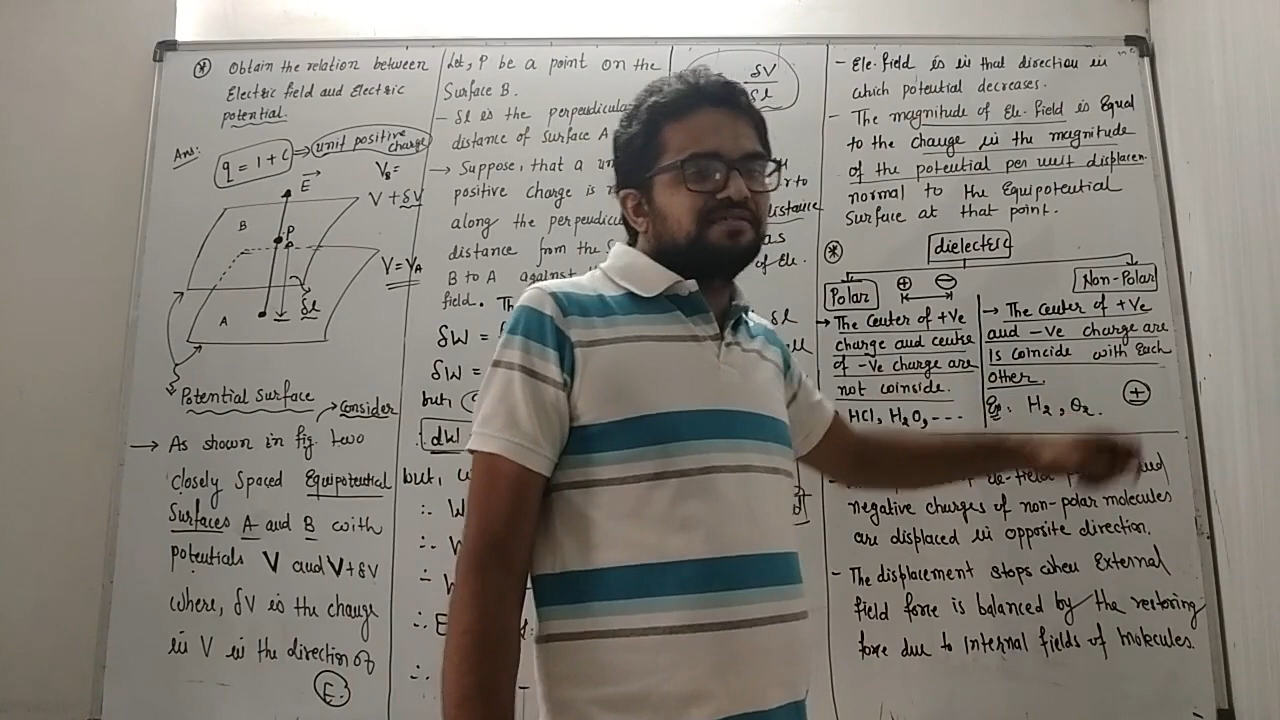 * Obtain the relation between
Electric field and Electric
potential.
Ans:
q = 1 + C ⇒ unit positive
charge
E
V_B =
V + δV
B
P
V = V_A
A
δl
Potential surface
Consider
→ As shown in fig. two
closely spaced Equipotential
Surfaces A and B with
potentials V and V+δV
where, δV is the change
in V in the direction of
E.
Let, P be a point on the
Surface B.
- δl is the perpendicular
distance of surface A
→ Suppose, that a
positive charge is
along the
distance from the
B to A against
field.
δW =
δW =
but,
∴ dW
but,
∴ W
∴ W
∴ E
∴
δV
δl
distance
as
of Ele.
δl
- Ele. field is in that direction in
which potential decreases.
- The magnitude of Ele. field is Equal
to the change in the magnitude
of the potential per unit displacen.
normal to the Equipotential
Surface at that point.
* dielectric
Polar
+ −
Non-Polar
→ The center of +Ve
charge and center
of -Ve charge are
not coinside.
HCl, H2O, ---
→ The center of +Ve
and -Ve charge are
is coincide with Each
other.
Eg: H2, O2.
+
negative charges of non-polar molecules
are displaced in opposite direction.
- The displacement stops when External
field force is balanced by the restoring
force due to internal fields of molecules.